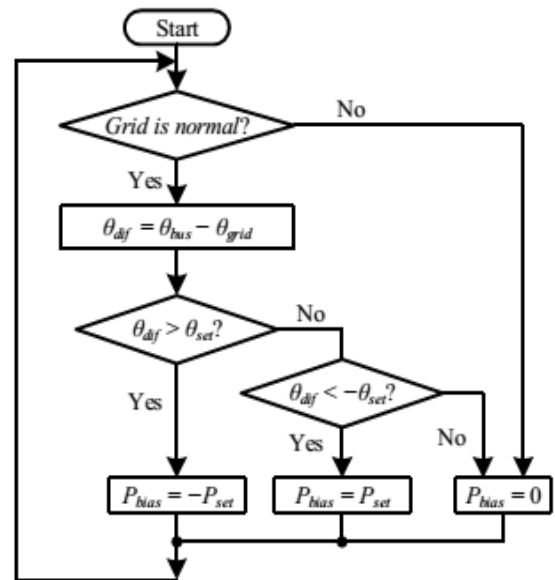 Start
Grid is normal?
No
Yes
θdif = θbus − θgrid
θdif > θset?
No
Yes
θdif < −θset?
Yes
No
Pbias = −Pset
Pbias = Pset
Pbias = 0